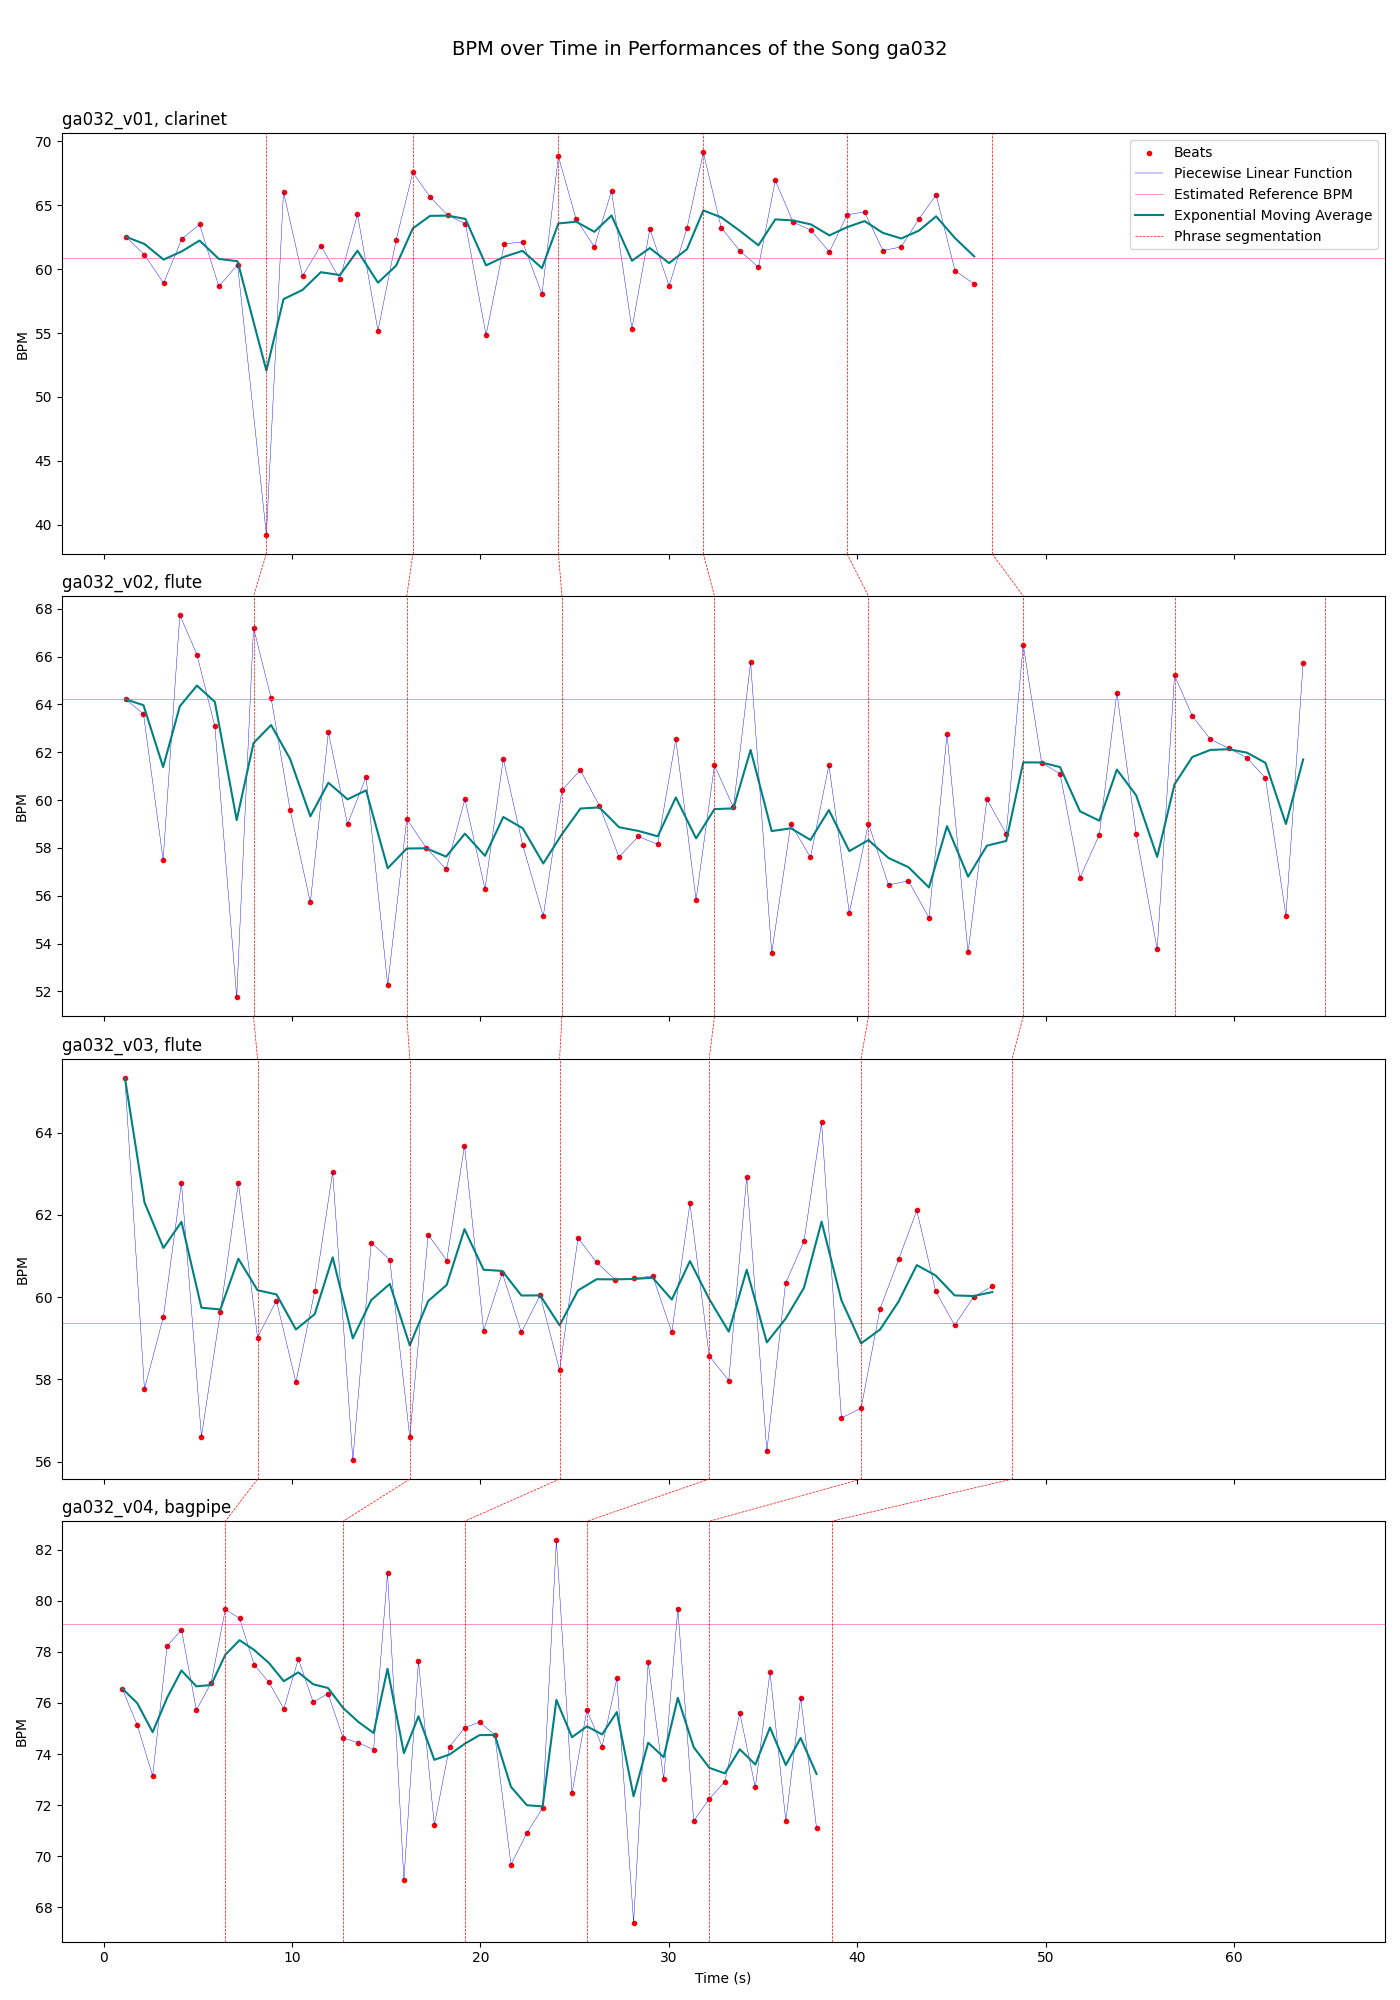 BPM over Time in Performances of the Song ga032
ga032_v01, clarinet
70
65
60
55
50
45
40
BPM
Beats
Piecewise Linear Function
Estimated Reference BPM
Exponential Moving Average
Phrase segmentation
ga032_v02, flute
68
66
64
62
60
58
56
54
52
BPM
ga032_v03, flute
64
62
60
58
56
BPM
ga032_v04, bagpipe
82
80
78
76
74
72
70
68
BPM
0 10 20 30 40 50 60
Time (s)